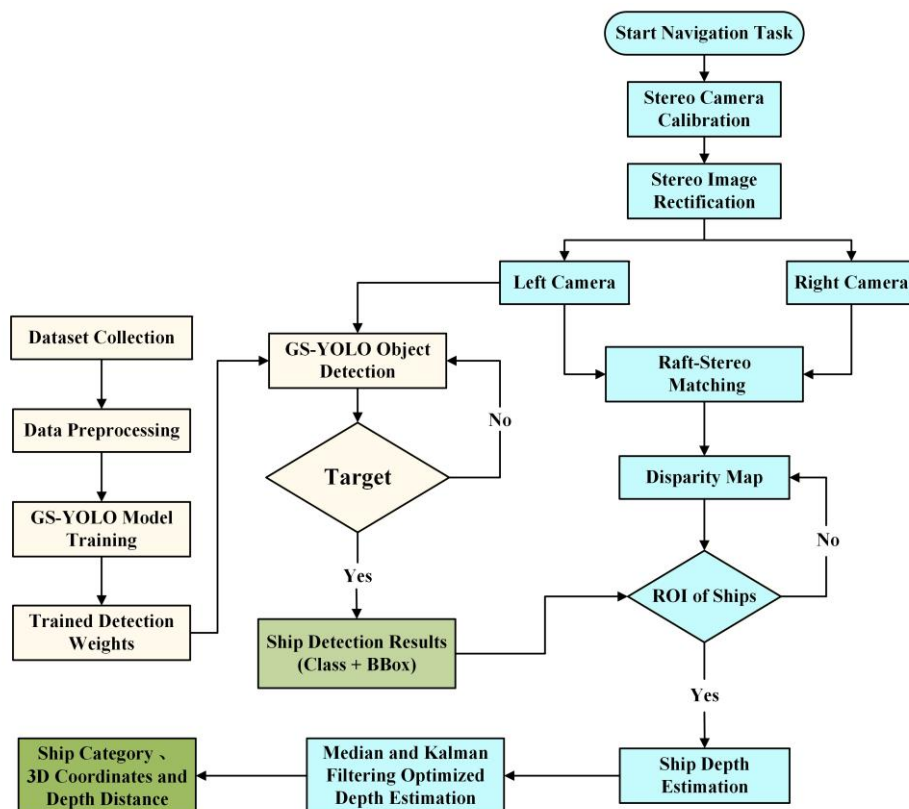 Start Navigation Task
Stereo Camera
Calibration
Stereo Image
Rectification
Left Camera
Right Camera
Dataset Collection
GS-YOLO Object
Detection
Raft-Stereo
Matching
No
Data Preprocessing
Target
Disparity Map
GS-YOLO Model
Training
No
Yes
ROI of Ships
Trained Detection
Weights
Ship Detection Results
(Class + BBox)
Yes
Ship Category 、
3D Coordinates and
Depth Distance
Median and Kalman
Filtering Optimized
Depth Estimation
Ship Depth
Estimation